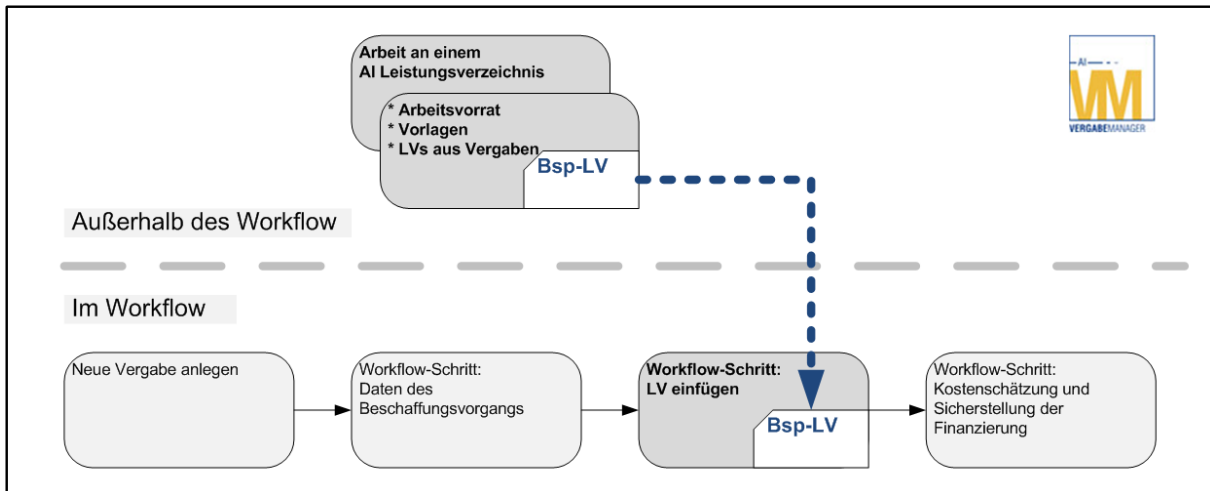 Arbeit an einem
AI Leistungsverzeichnis
* Arbeitsvorrat
* Vorlagen
* LVs aus Vergaben
Bsp-LV
AI
VM
VERGABEMANAGER
Außerhalb des Workflow
Im Workflow
Neue Vergabe anlegen
Workflow-Schritt:
Daten des
Beschaffungsvorgangs
Workflow-Schritt:
LV einfügen
Bsp-LV
Workflow-Schritt:
Kostenschätzung und
Sicherstellung der
Finanzierung